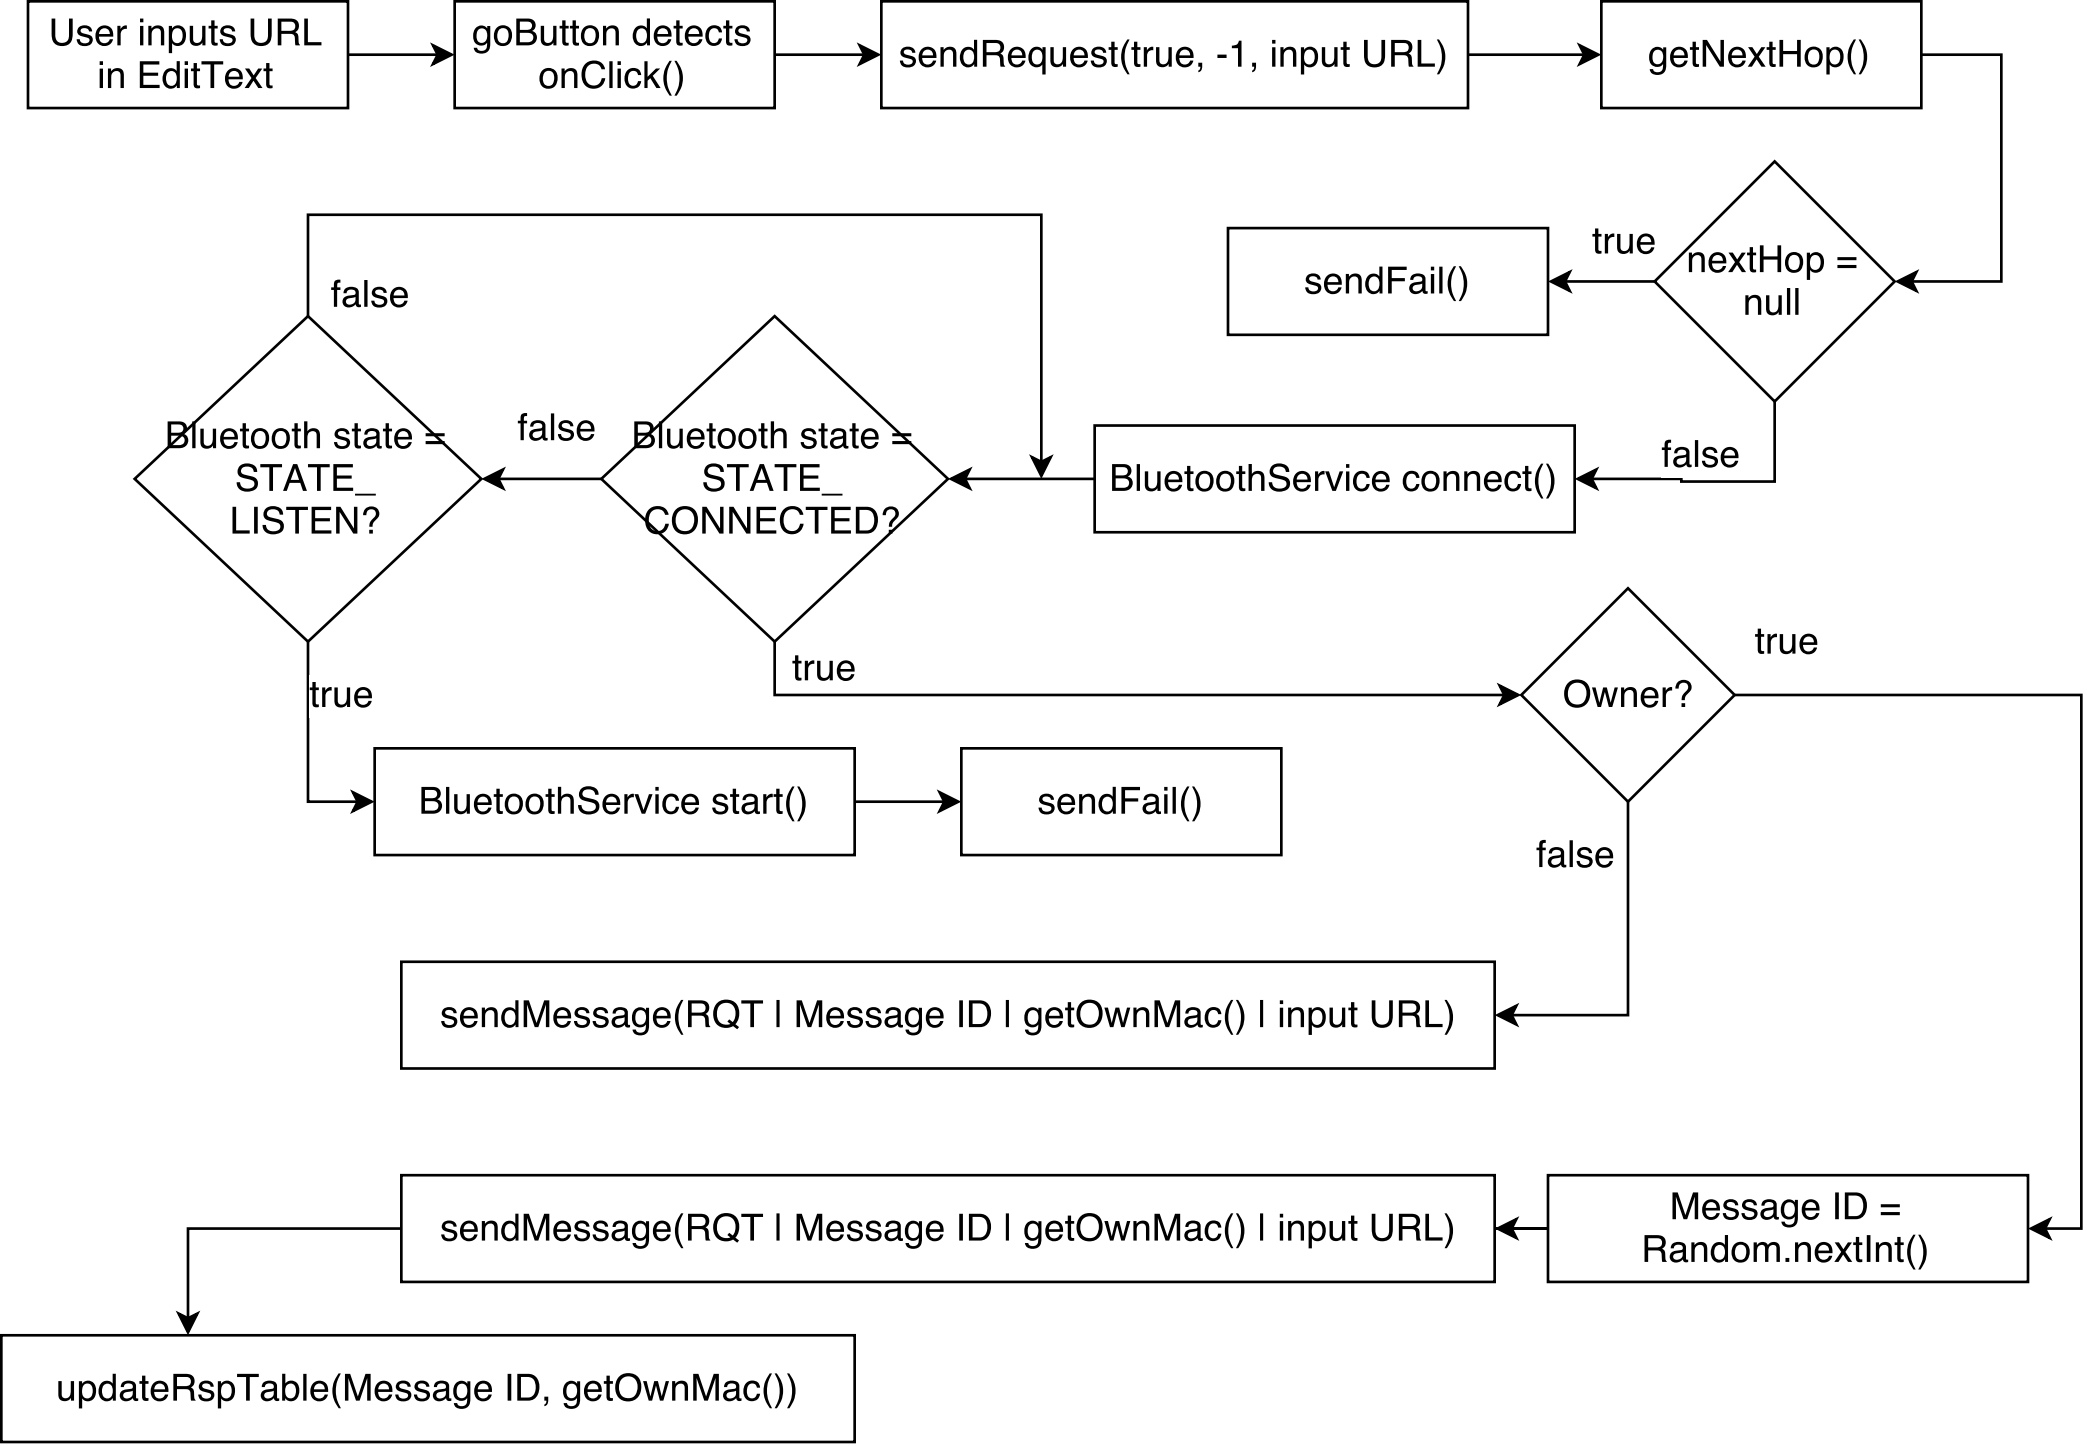 User inputs URL
in EditText
goButton detects
onClick()
sendRequest(true, -1, input URL)
getNextHop()
nextHop =
null
true
sendFail()
false
BluetoothService connect()
Bluetooth state =
STATE_
CONNECTED?
false
Bluetooth state =
STATE_
LISTEN?
false
true
BluetoothService start()
sendFail()
true
Owner?
true
false
sendMessage(RQT | Message ID | getOwnMac() | input URL)
Message ID =
Random.nextInt()
sendMessage(RQT | Message ID | getOwnMac() | input URL)
updateRspTable(Message ID, getOwnMac())